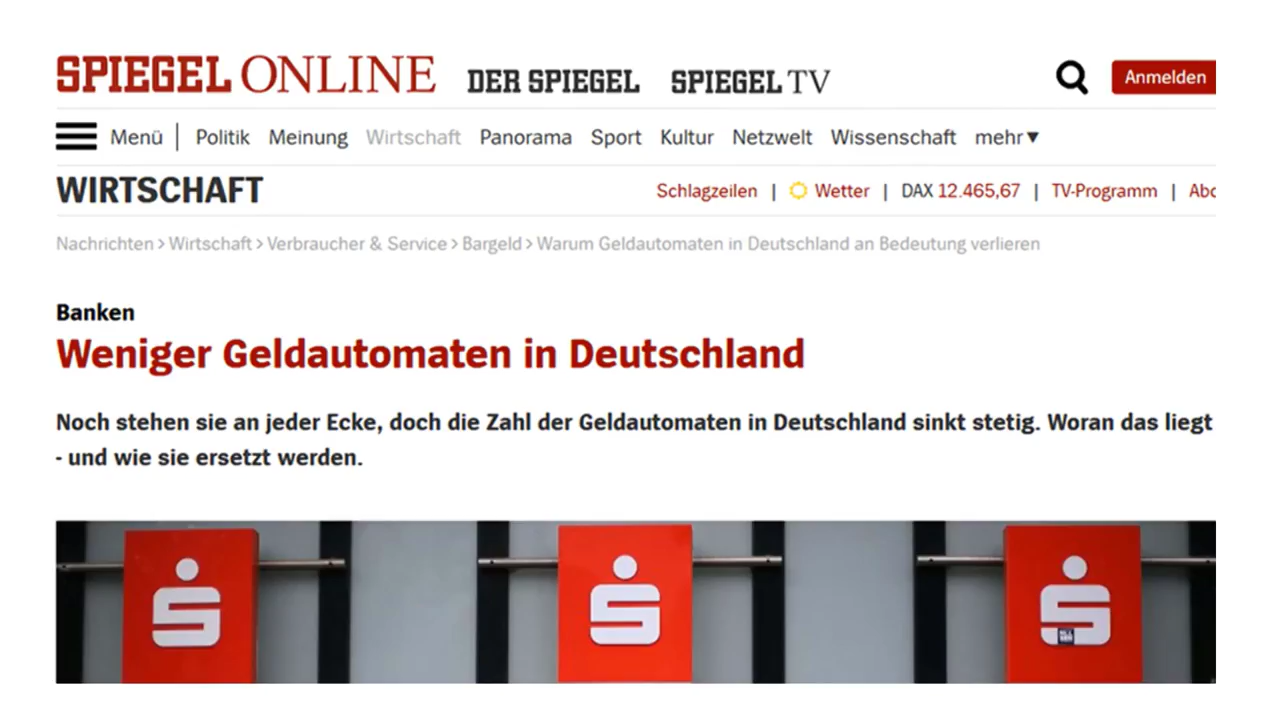 SPIEGEL ONLINE DER SPIEGEL SPIEGEL TV Anmelden
Menü | Politik Meinung Wirtschaft Panorama Sport Kultur Netzwelt Wissenschaft mehr▼
WIRTSCHAFT Schlagzeilen | Wetter | DAX 12.465,67 | TV-Programm |
Nachrichten > Wirtschaft > Verbraucher & Service > Bargeld > Warum Geldautomaten in Deutschland an Bedeutung verlieren
Banken
Weniger Geldautomaten in Deutschland
Noch stehen sie an jeder Ecke, doch die Zahl der Geldautomaten in Deutschland sinkt stetig. Woran das liegt
- und wie sie ersetzt werden.